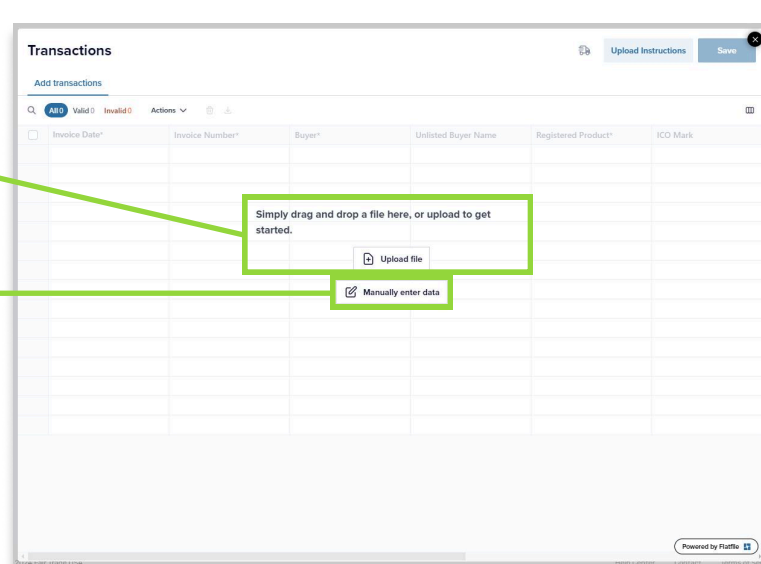 Transactions
Upload Instructions
Save
Add transactions
All 0 Valid 0 Invalid 0 Actions
Invoice Date* Invoice Number* Buyer* Unlisted Buyer Name Registered Product* ICO Mark
Simply drag and drop a file here, or upload to get
started.
Upload file
Manually enter data
Powered by Flatfile